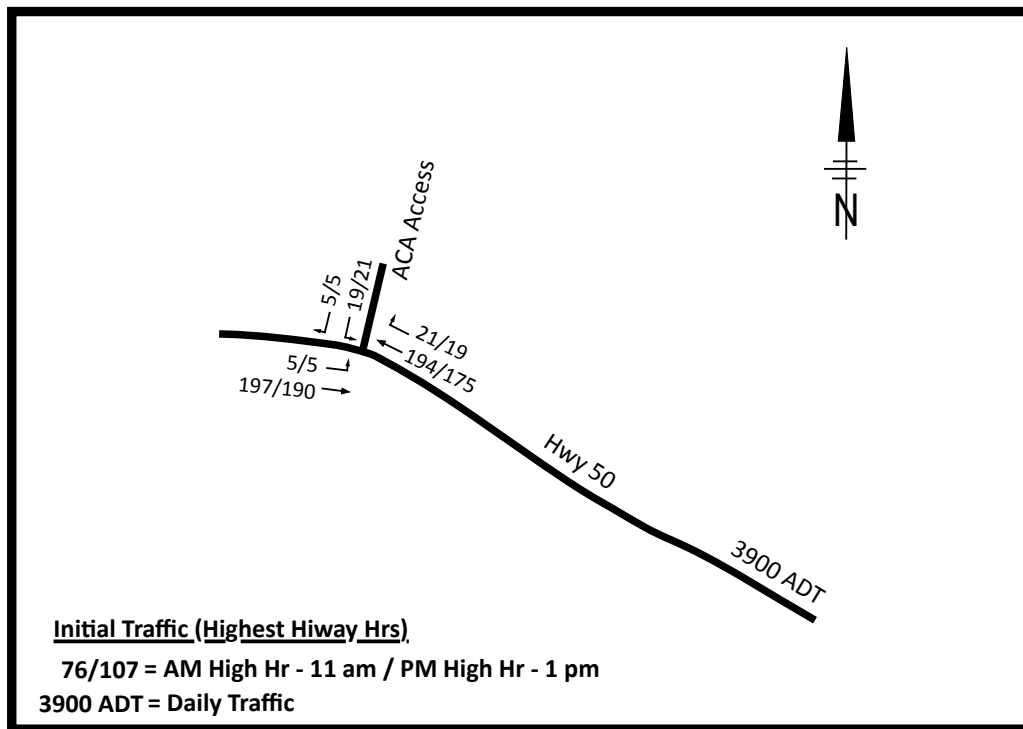 N
ACA Access
5/5
19/21
21/19
194/175
5/5
197/190
Hwy 50
3900 ADT
Initial Traffic (Highest Hiway Hrs)
76/107 = AM High Hr - 11 am / PM High Hr - 1 pm
3900 ADT = Daily Traffic